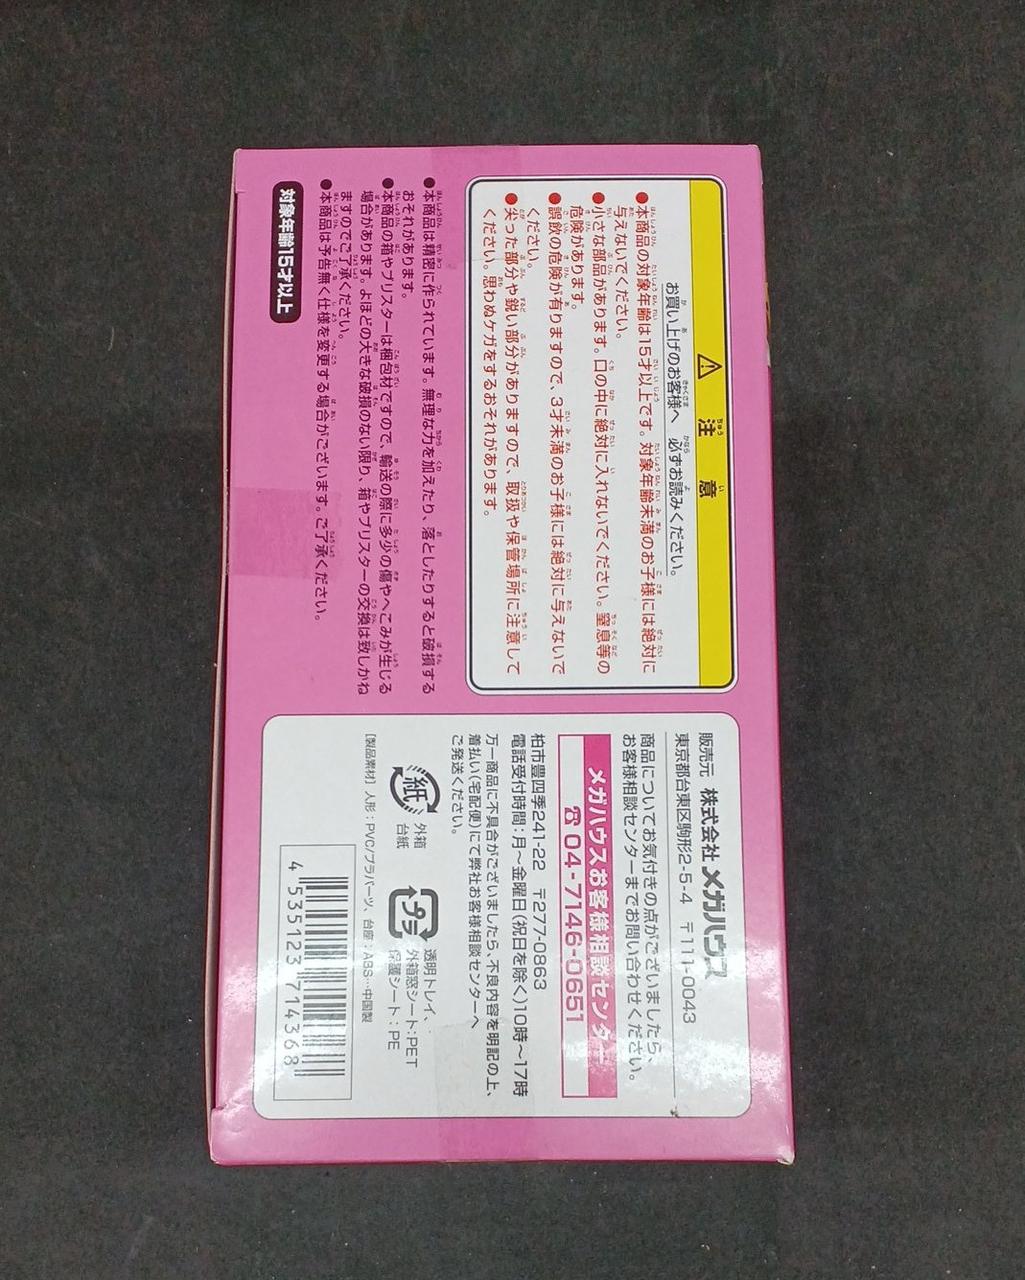 ⚠ 注意
お買い上げのお客様へ 必ずお読みください。
●本商品の対象年齢は15才以上です。対象年齢未満のお子様には絶対に
与えないでください。
●小さな部品があります。口の中に絶対に入れないでください。窒息等の
危険があります。
●誤飲の危険が有りますので、3才未満のお子様には絶対に与えないで
ください。
●尖った部分や鋭い部分がありますので、取扱や保管場所に注意して
ください。思わぬケガをするおそれがあります。
●本商品は精密に作られています。無理な力を加えたり、落としたりすると破損する
おそれがあります。
●本商品の箱やブリスターは梱包材ですので、輸送の際に多少の傷やへこみが生じる
場合があります。よほどの大きな破損のない限り、箱やブリスターの交換は致しかね
ますのでご了承ください。
●本商品は予告無く仕様を変更する場合がございます。ご了承ください。
対象年齢15才以上
販売元 株式会社メガハウス
東京都台東区駒形2-5-4 〒111-0043
商品についてお気付きの点がございましたら、
お客様相談センターまでお問い合わせください。
メガハウスお客様相談センター
☎04-7146-0651
柏市豊四季241-22 〒277-0863
電話受付時間:月〜金曜日(祝日を除く)10時〜17時
万一商品に不具合がございましたら、不良内容を明記の上、
着払い(宅配便)にて弊社お客様相談センターへ
ご発送ください。
紙
外箱
台紙
プラ
透明トレイ、
外箱窓シート:PET
保護シート:PE
[製品素材] 人形:PVC/プラパーツ、台座:ABS…中国製
4 535123 714368